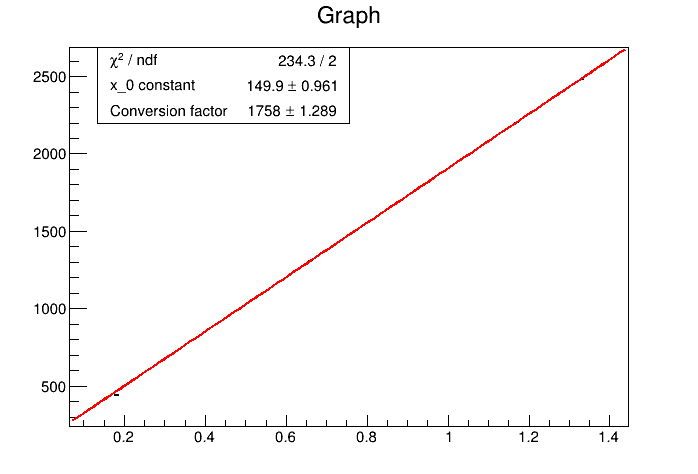 Graph
χ² / ndf 234.3 / 2
x_0 constant 149.9 ± 0.961
Conversion factor 1758 ± 1.289
2500
2000
1500
1000
500
0.2 0.4 0.6 0.8 1 1.2 1.4